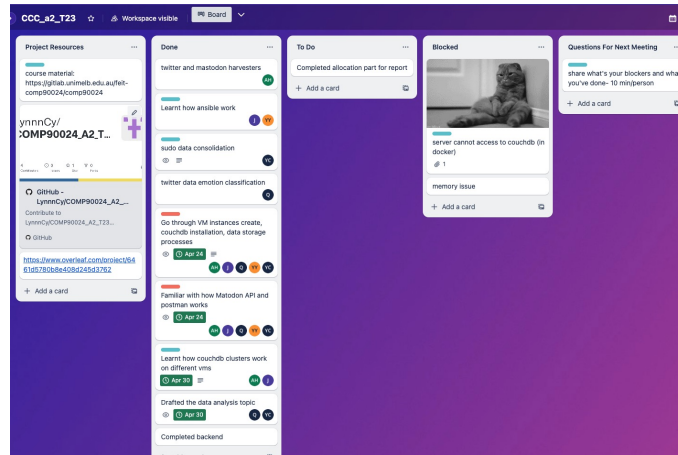 CCC_a2_T23
Workspace visible
Board
Project Resources
course material:
https://gitlab.unimelb.edu.au/feit-
comp90024/comp90024
ynnnCy/
COMP90024_A2_T...
GitHub -
LynnnCy/COMP90024_A2_...
Contribute to
LynnnCy/COMP90024_A2_T23...
GitHub
https://www.overleaf.com/project/64
61d5780b8e408d245d3762
+ Add a card
Done
twitter and mastodon harvesters
AH
Learnt how ansible work
J YY
sudo data consolidation
YC
twitter data emotion classification
Q
Go through VM instances create,
couchdb installation, data storage
processes
Apr 24
AH J Q YY YC
Familiar with how Matodon API and
postman works
Apr 24
AH J Q YY YC
Learnt how couchdb clusters work
on different vms
Apr 30
AH J
Drafted the data analysis topic
Apr 30
Q YC
Completed backend
To Do
Completed allocation part for report
+ Add a card
Blocked
server cannot access to couchdb (in
docker)
1
memory issue
+ Add a card
Questions For Next Meeting
share what's your blockers and wha
you've done- 10 min/person
+ Add a card